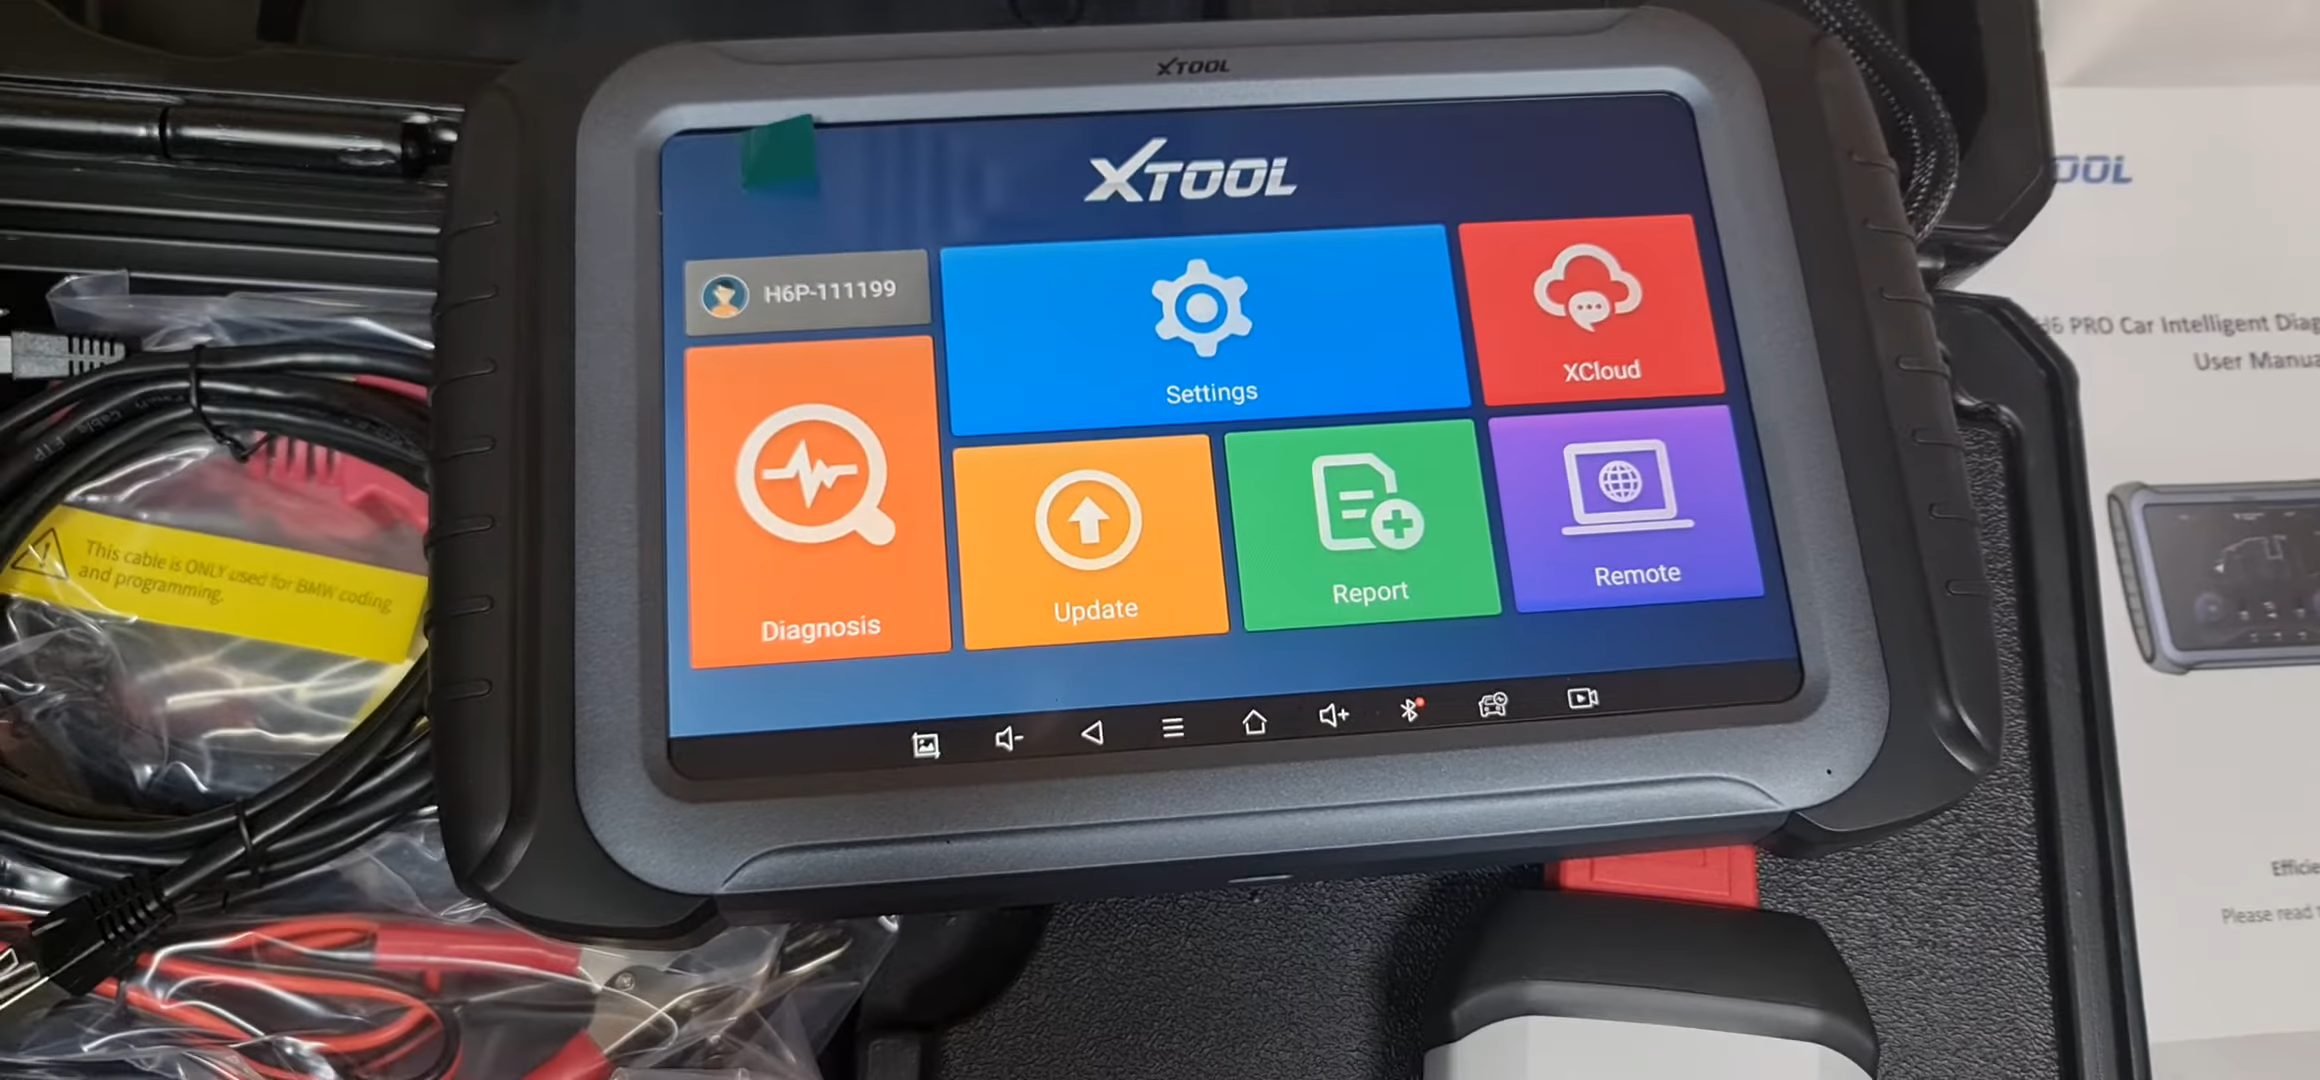 XTOOL
XTOOL
H6P-111199
Settings
XCloud
Diagnosis
Update
Report
Remote
This cable is ONLY used for BMW coding
and programming.
OOL
H6 PRO Car Intelligent Diag
User Manua
Efficie
Please read